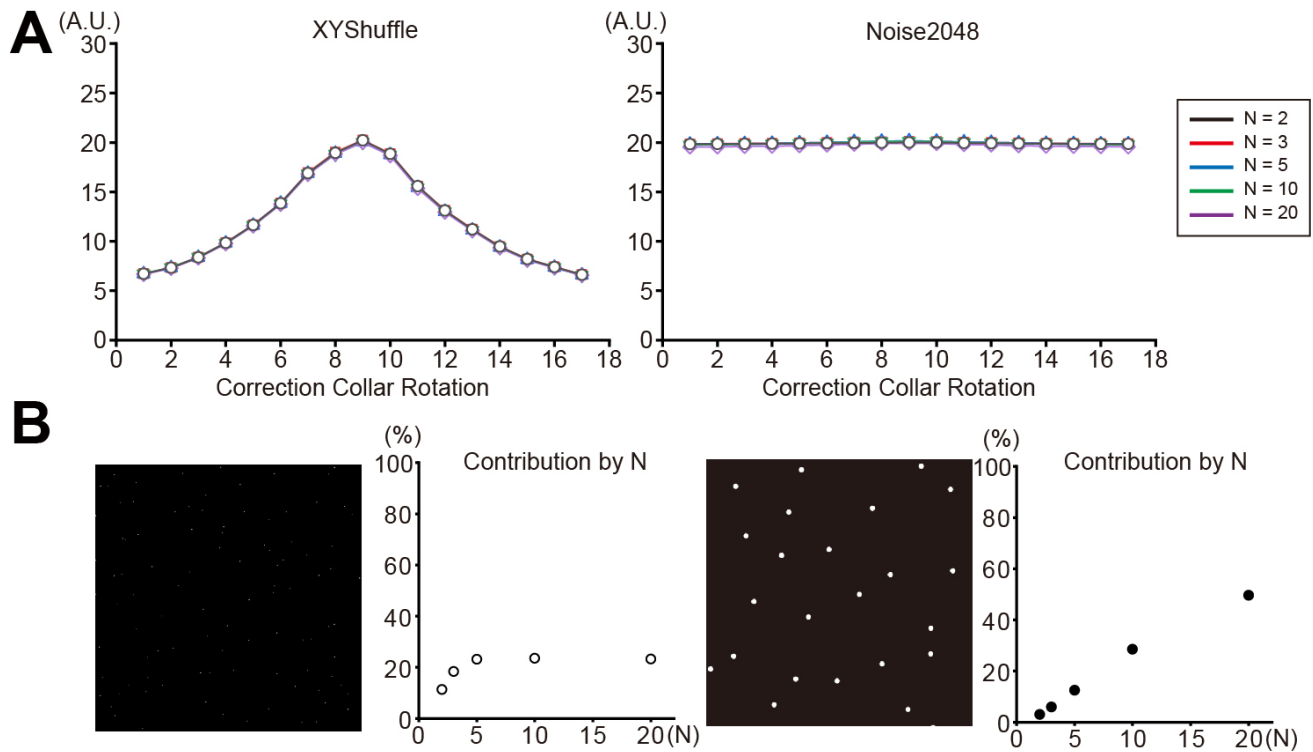 A
(A.U.)
XYShuffle
30
25
20
15
10
5
0
0 2 4 6 8 10 12 14 16 18
Correction Collar Rotation
(A.U.)
Noise2048
30
25
20
15
10
5
0
0 2 4 6 8 10 12 14 16 18
Correction Collar Rotation
N = 2
N = 3
N = 5
N = 10
N = 20
B
(%)
Contribution by N
100
80
60
40
20
0
0 5 10 15 20(N)
(%)
Contribution by N
100
80
60
40
20
0
0 5 10 15 20(N)